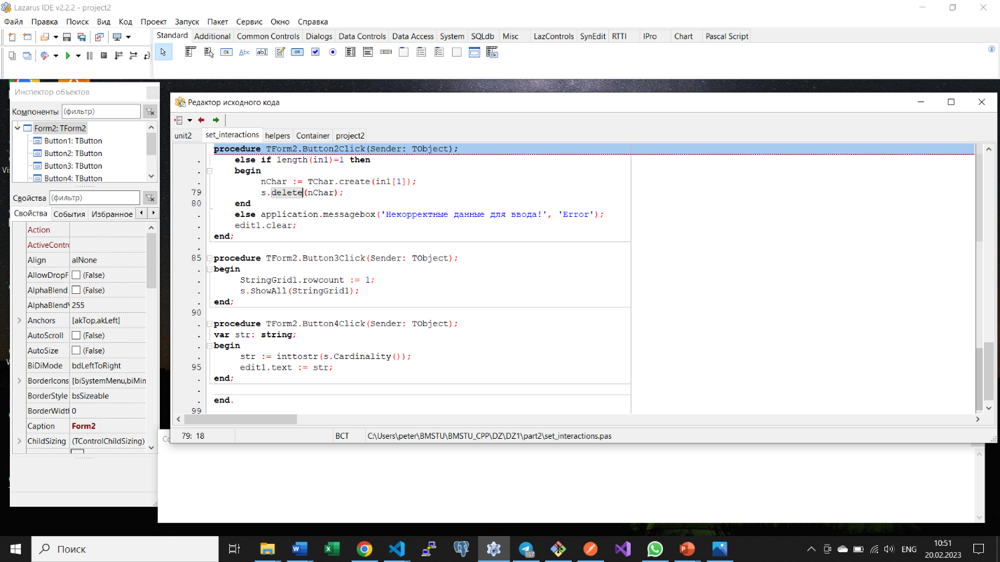 Lazarus IDE v2.2.2 - project2
Файл Правка Поиск Вид Код Проект Запуск Пакет Сервис Окно Справка
Standard Additional Common Controls Dialogs Data Controls Data Access System SQLdb Misc LazControls SynEdit RTTI IPro Chart Pascal Script
Ok Abc abI on Ok
Инспектор объектов
Компоненты (фильтр)
Form2: TForm2
Button1: TButton
Button2: TButton
Button3: TButton
Button4: TButton
Свойства (фильтр)
Свойства События Избранное
Action
ActiveContro
Align alNone
AllowDropF (False)
AlphaBlend (False)
AlphaBlendV 255
Anchors [akTop,akLeft]
AutoScroll (False)
AutoSize (False)
BiDiMode bdLeftToRight
BorderIcons [biSystemMenu,biMin
BorderStyle bsSizeable
BorderWidth 0
Caption Form2
ChildSizing (TControlChildSizing)
Редактор исходного кода
unit2 set_interactions helpers Container project2
procedure TForm2.Button2Click(Sender: TObject);
. else if length(in1)=1 then
. begin
. nChar := TChar.create(in1[1]);
79 s.delete(nChar);
80 end
. else application.messagebox('Некорректные данные для ввода!', 'Error');
. edit1.clear;
. end;
.
85 procedure TForm2.Button3Click(Sender: TObject);
. begin
. StringGrid1.rowcount := 1;
. s.ShowAll(StringGrid1);
. end;
90
. procedure TForm2.Button4Click(Sender: TObject);
. var str: string;
. begin
. str := inttostr(s.Cardinality());
95 edit1.text := str;
. end;
.
. end.
99
79: 18 ВСТ C:\Users\peter\BMSTU\BMSTU_CPP\DZ\DZ1\part2\set_interactions.pas
Поиск
107
ENG
10:51
20.02.2023